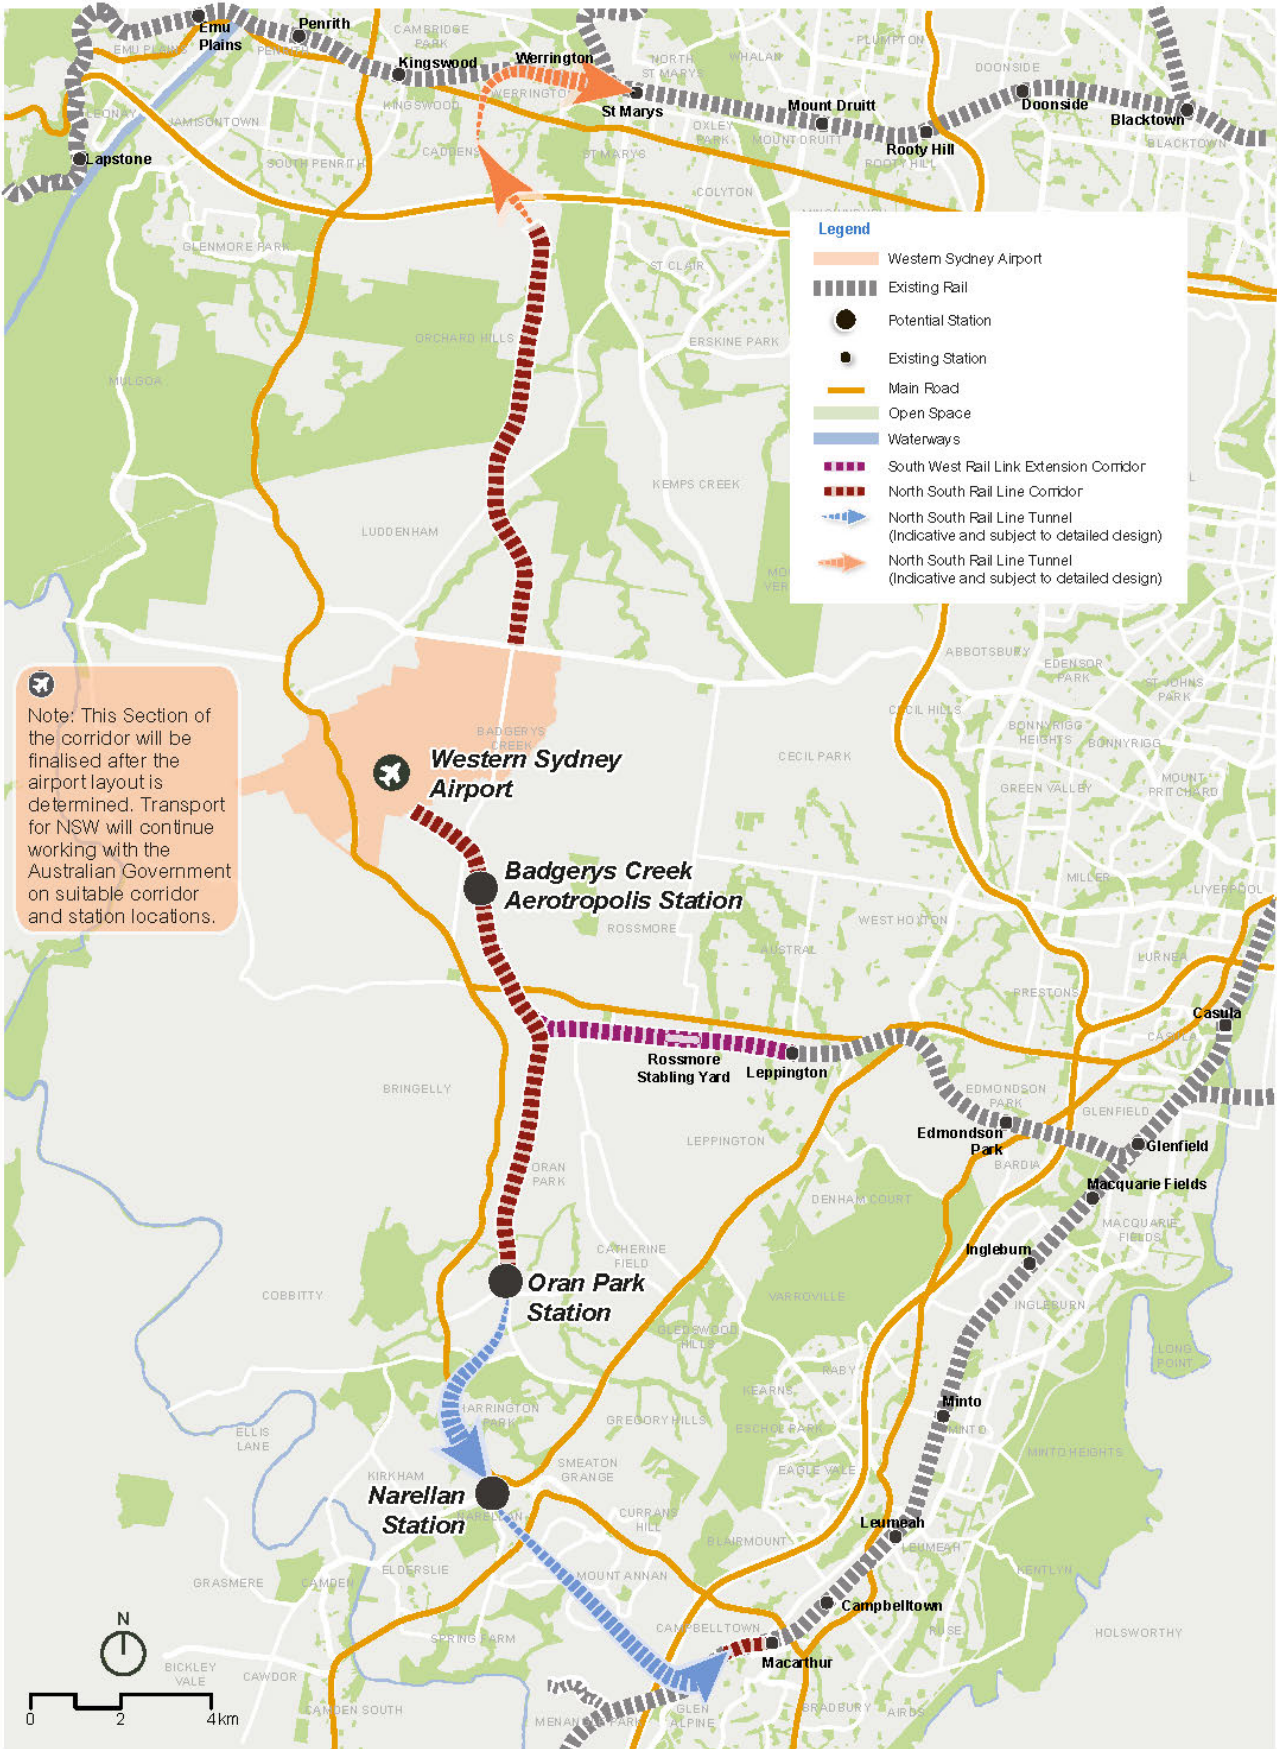 Emu
Plains
Penrith
CAMBRIDGE
PARK
EMU PLAINS
PENRITH
Kingswood
Werrington
NORTH
ST MARYS
WHALAN
PLUMPTON
DOONSIDE
KINGSWOOD
WERRINGTO
St Marys
Mount Druitt
Doonside
Blacktown
LEONAY
JAMISONTOWN
OXLEY
PARK
MOUNT DRUITT
Rooty Hill
ROOTY HILL
BLACKTOWN
Lapstone
SOUTH PENRITH
CADDENS
ST MARYS
COLYTON
GLENMORE PARK
ST CLAIR
ORCHARD HILLS
ERSKINE PARK
MULGOA
KEMPS CREEK
LUDDENHAM
Legend
Western Sydney Airport
Existing Rail
Potential Station
Existing Station
Main Road
Open Space
Waterways
South West Rail Link Extension Corridor
North South Rail Line Corridor
North South Rail Line Tunnel
(Indicative and subject to detailed design)
North South Rail Line Tunnel
(Indicative and subject to detailed design)
ABBOTSBURY
EDENSOR
PARK
ST JOHNS
PARK
CECIL HILLS
BONNYRIGG
HEIGHTS
BONNYRIGG
CECIL PARK
GREEN VALLEY
MOUNT
PRITCHARD
Note: This Section of
the corridor will be
finalised after the
airport layout is
determined. Transport
for NSW will continue
working with the
Australian Government
on suitable corridor
and station locations.
BADGERYS
CREEK
Western Sydney
Airport
Badgerys Creek
Aerotropolis Station
MILLER
LIVERPOOL
ROSSMORE
WEST HOXTON
AUSTRAL
LURNEA
PRESTONS
Casula
CASULA
Rossmore
Stabling Yard
Leppington
BRINGELLY
EDMONDSON
PARK
GLENFIELD
LEPPINGTON
Edmondson
Park
BARDIA
Glenfield
ORAN
PARK
Macquarie Fields
DENHAM COURT
MACQUARIE
FIELDS
CATHERINE
FIELD
Ingleburn
Oran Park
Station
COBBITTY
VARROVILLE
INGLEBURN
GLEDSWOOD
HILLS
LONG
POINT
RABY
KEARNS
Minto
MINTO
HARRINGTON
PARK
GREGORY HILLS
ESCHOL PARK
ELLIS
LANE
MINTO HEIGHTS
KIRKHAM
SMEATON
GRANGE
EAGLE VALE
Narellan
Station
NARELLAN
CURRANS
HILL
Leumeah
LEUMEAH
BLAIRMOUNT
ELDERSLIE
MOUNT ANNAN
KENTLYN
GRASMERE
CAMDEN
Campbelltown
CAMPBELLTOWN
RUSE
HOLSWORTHY
N
SPRING FARM
Macarthur
BICKLEY
VALE
CAWDOR
CAMDEN SOUTH
MENANGLE PARK
GLEN
ALPINE
BRADBURY
AIRDS
0
2
4km